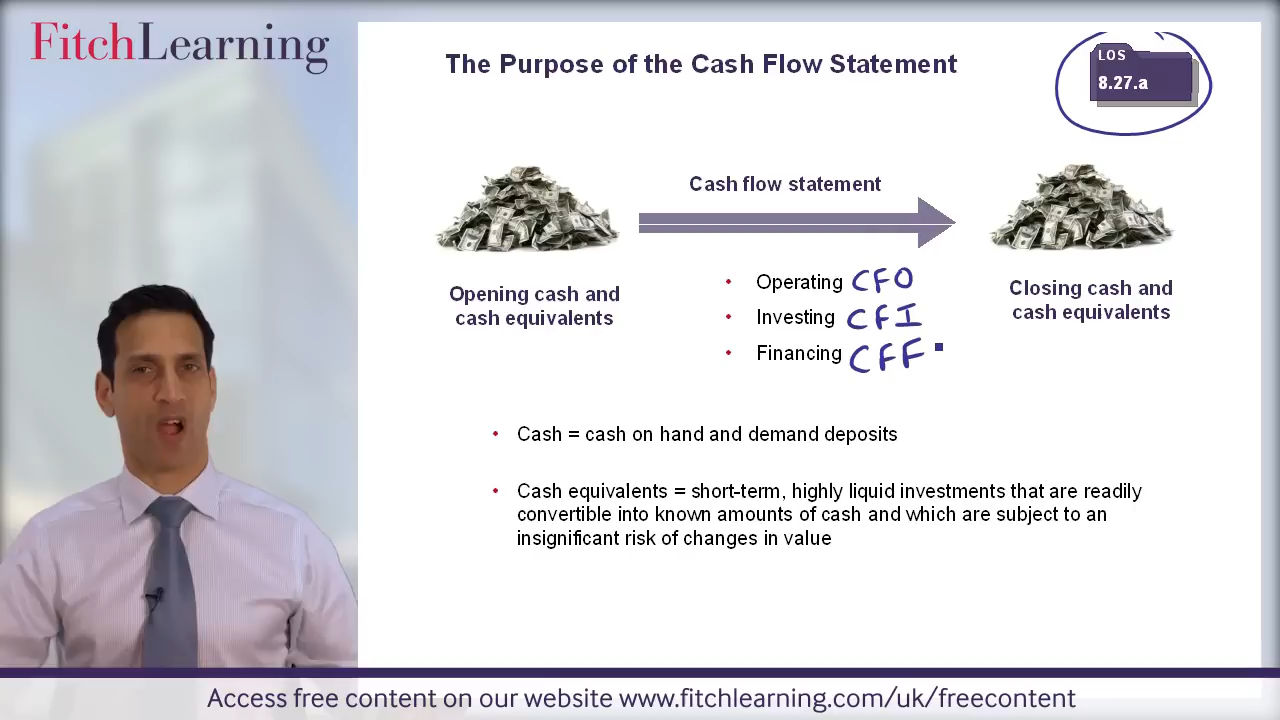 FitchLearning
The Purpose of the Cash Flow Statement
LOS
8.27.a
Cash flow statement
Opening cash and
cash equivalents
• Operating CFO
• Investing CFI
• Financing CFF
Closing cash and
cash equivalents
• Cash = cash on hand and demand deposits
• Cash equivalents = short-term, highly liquid investments that are readily
convertible into known amounts of cash and which are subject to an
insignificant risk of changes in value
Access free content on our website www.fitchlearning.com/uk/freecontent